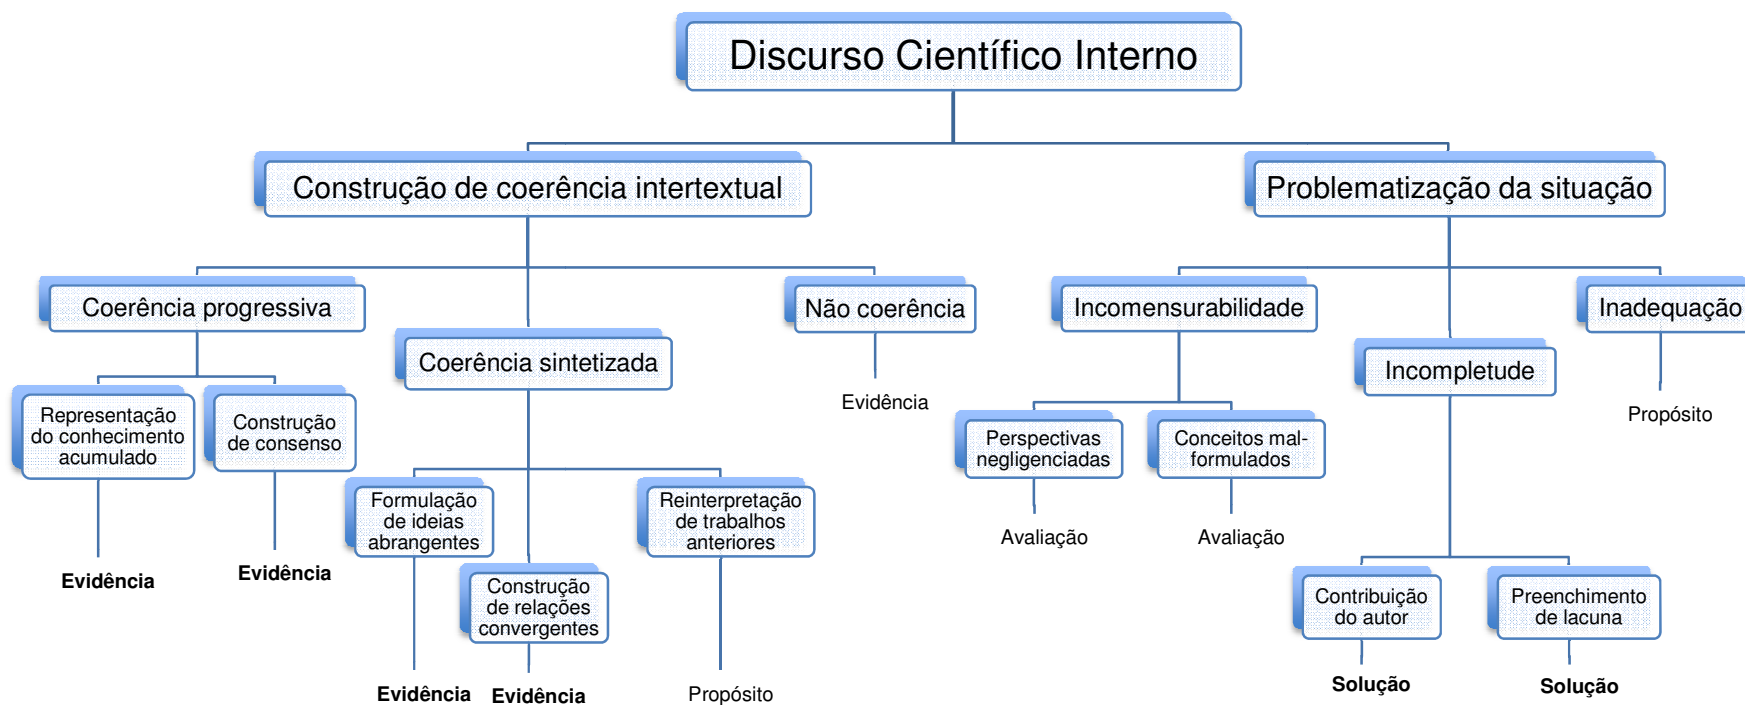 Discurso Científico Interno
Construção de coerência intertextual
Problematização da situação
Coerência progressiva
Não coerência
Incomensurabilidade
Inadequação
Coerência sintetizada
Incompletude
Evidência
Propósito
Representação
do conhecimento
acumulado
Construção
de consenso
Perspectivas
negligenciadas
Conceitos mal-
formulados
Formulação
de ideias
abrangentes
Reinterpretação
de trabalhos
anteriores
Avaliação
Avaliação
Evidência
Evidência
Construção
de relações
convergentes
Contribuição
do autor
Preenchimento
de lacuna
Evidência
Evidência
Propósito
Solução
Solução